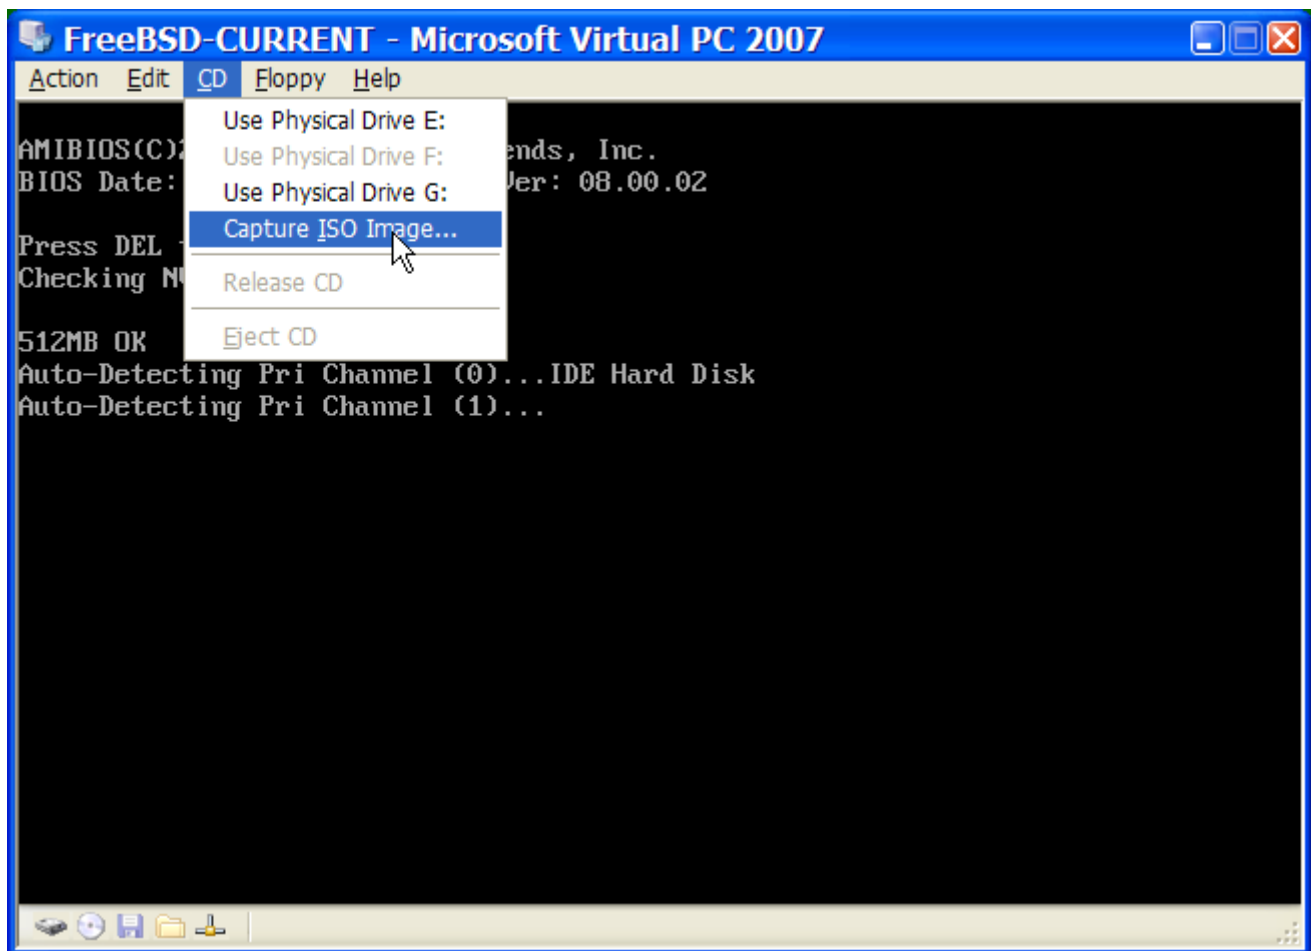 FreeBSD-CURRENT - Microsoft Virtual PC 2007
Action Edit CD Floppy Help
Use Physical Drive E:
Use Physical Drive F:
Use Physical Drive G:
Capture ISO Image...
Release CD
Eject CD
AMIBIOS(C)2 ends, Inc.
BIOS Date: Ver: 08.00.02
Press DEL
Checking N
512MB OK
Auto-Detecting Pri Channel (0)...IDE Hard Disk
Auto-Detecting Pri Channel (1)...